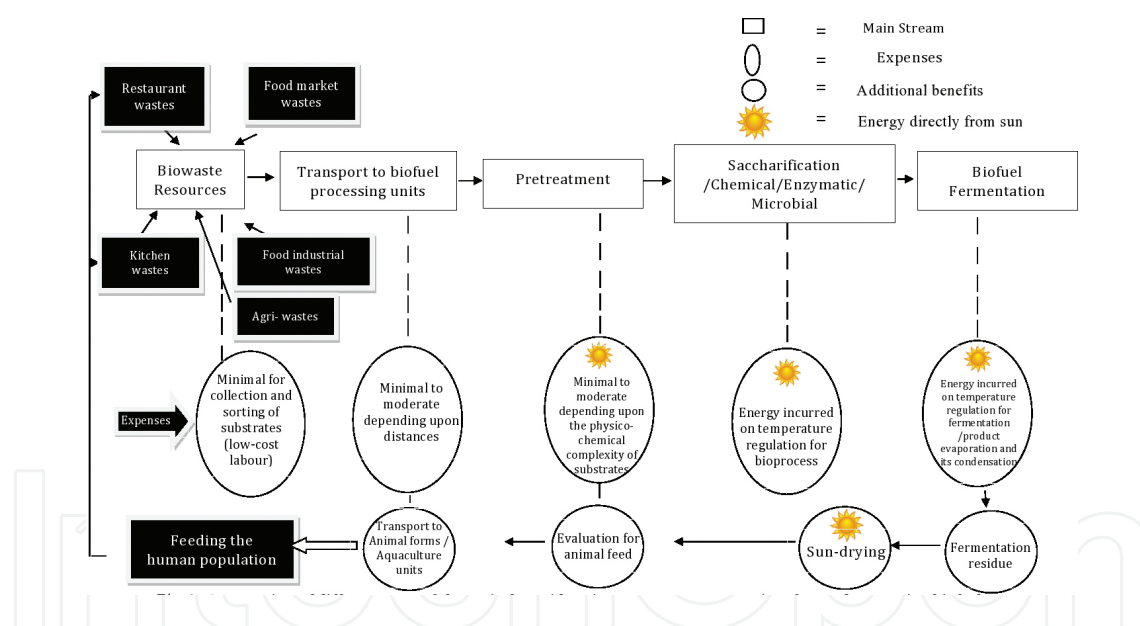 = Main Stream
= Expenses
= Additional benefits
= Energy directly from sun
Restaurant
wastes
Food market
wastes
Biowaste
Resources
Transport to biofuel
processing units
Pretreatment
Saccharification
/Chemical/Enzymatic/
Microbial
Biofuel
Fermentation
Kitchen
wastes
Food industrial
wastes
Agri- wastes
Expenses
Minimal for
collection and
sorting of
substrates
(low-cost
labour)
Minimal to
moderate
depending upon
distances
Minimal to
moderate
depending upon
the physico-
chemical
complexity of
substrates
Energy incurred
on temperature
regulation for
bioprocess
Energy incurred
on temperature
regulation for
fermentation
/product
evaporation and
its condensation
Feeding the
human population
Transport to
Animal forms /
Aquaculture
units
Evaluation for
animal feed
Sun-drying
Fermentation
residue